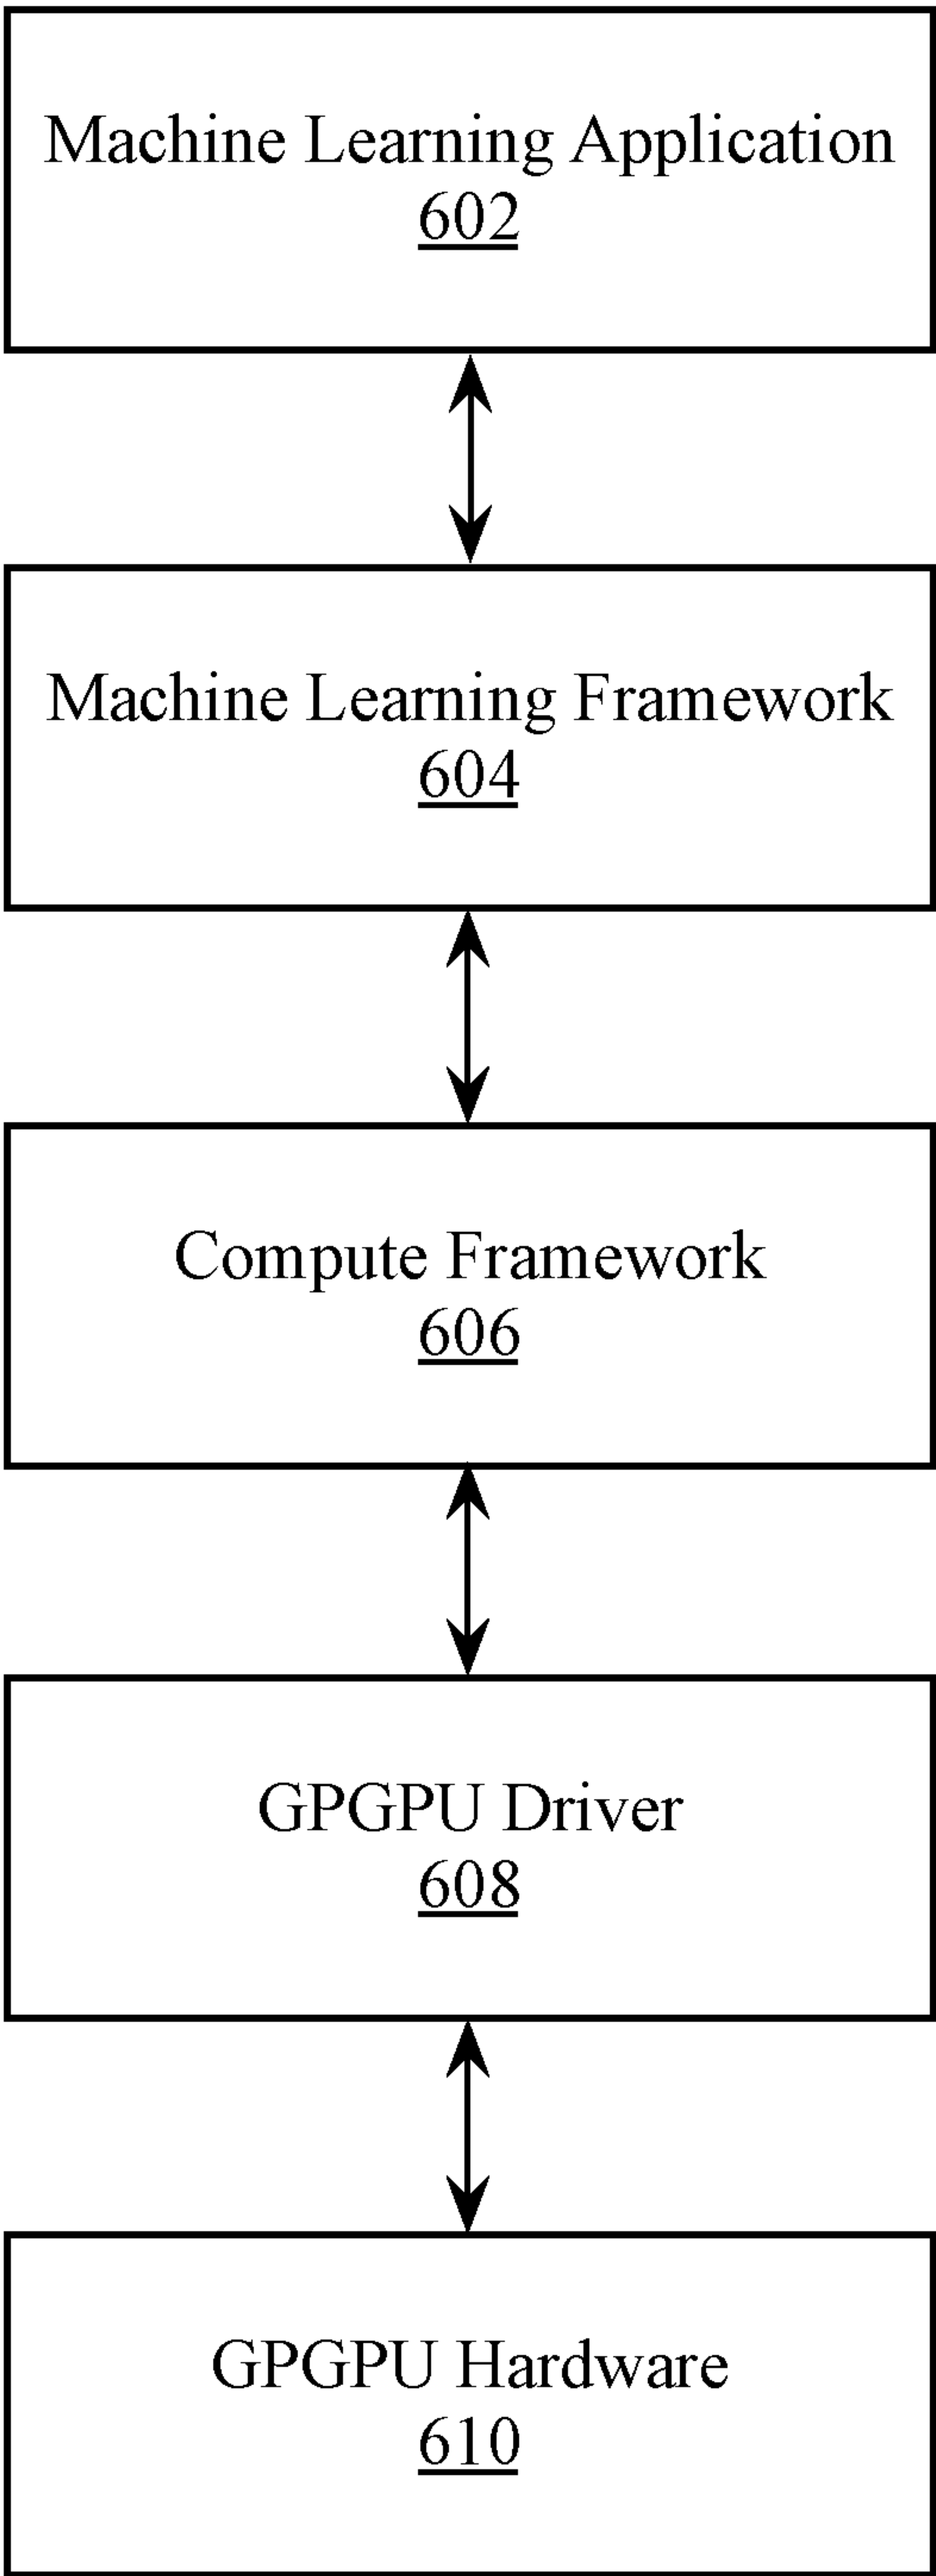 Machine Learning Application
602
Machine Learning Framework
604
Compute Framework
606
GPGPU Driver
608
GPGPU Hardware
610